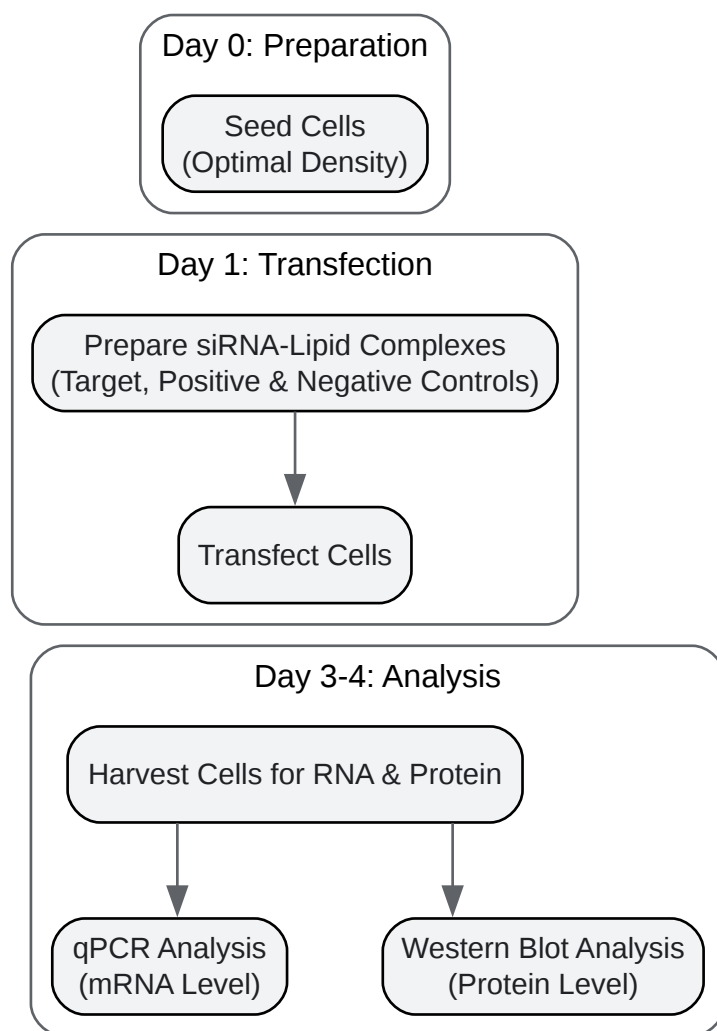 Day 0: Preparation
Seed Cells
(Optimal Density)
Day 1: Transfection
Prepare siRNA-Lipid Complexes
(Target, Positive & Negative Controls)
Transfect Cells
Day 3-4: Analysis
Harvest Cells for RNA & Protein
qPCR Analysis
(mRNA Level)
Western Blot Analysis
(Protein Level)